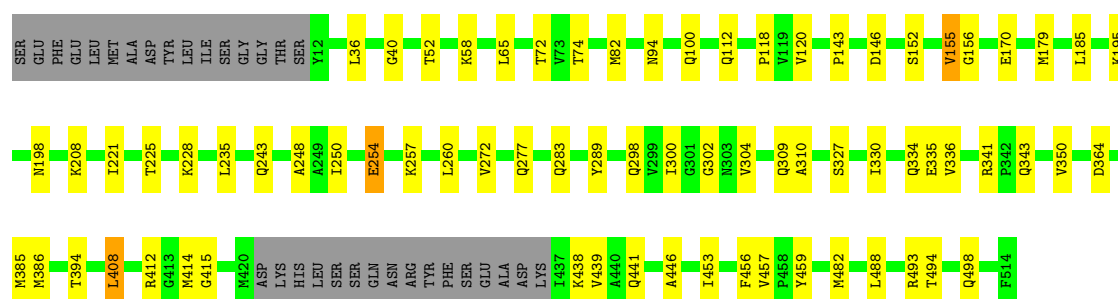 SER GLU PHE GLU LEU MET ALA ASP TYR LEU ILE SER GLY GLY THR SER Y12 L36 G40 T52 K58 L65 T72 V73 T74 M82 N94 Q100 Q112 P118 V119 V120 P143 D146 S152 V155 G156 E170 M179 L185 K195
N198 K208 I221 T225 K228 L235 Q243 A248 A249 I250 E254 K257 L260 V272 Q277 Q283 Y289 Q298 V299 I300 G301 G302 N303 V304 Q309 A310 S327 I330 Q334 E335 V336 R341 P342 Q343 V350 D364
M385 M386 T394 L408 R412 G413 M414 G415 M420 ASP LYS HIS LEU SER SER GLN ASN ARG TYR PHE SER GLU ALA ASP LYS I437 K438 V439 A440 Q441 A446 I453 F456 V457 P458 Y459 M482 L488 R493 T494 Q498 F514